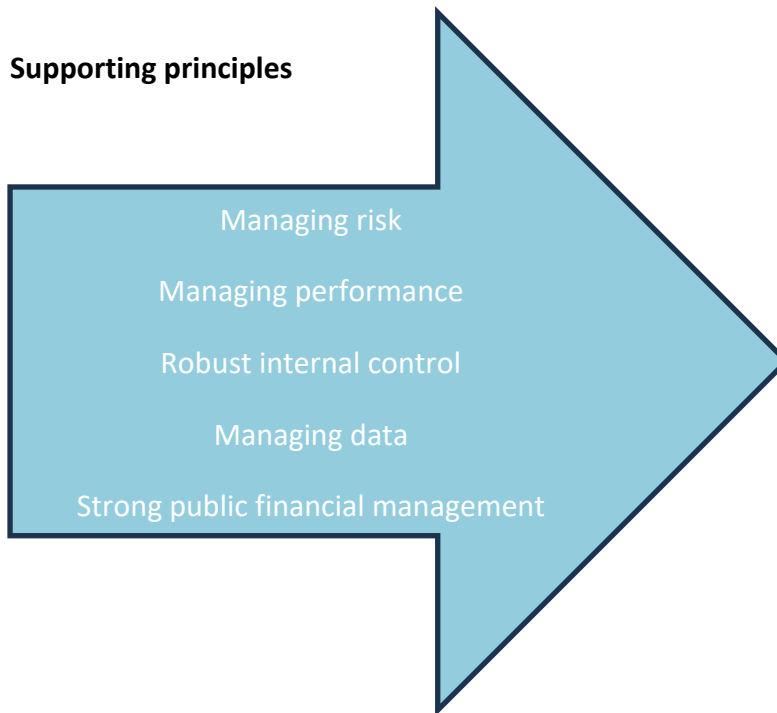 Supporting principles
Managing risk
Managing performance
Robust internal control
Managing data
Strong public financial management